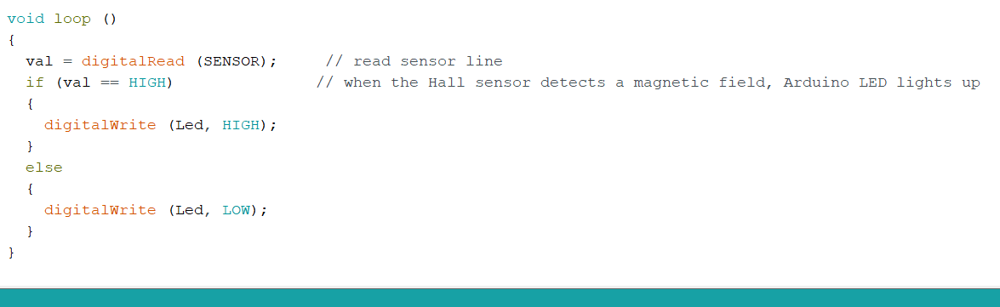 void loop ()
{
  val = digitalRead (SENSOR);     // read sensor line
  if (val == HIGH)               // when the Hall sensor detects a magnetic field, Arduino LED lights up
  {
    digitalWrite (Led, HIGH);
  }
  else
  {
    digitalWrite (Led, LOW);
  }
}